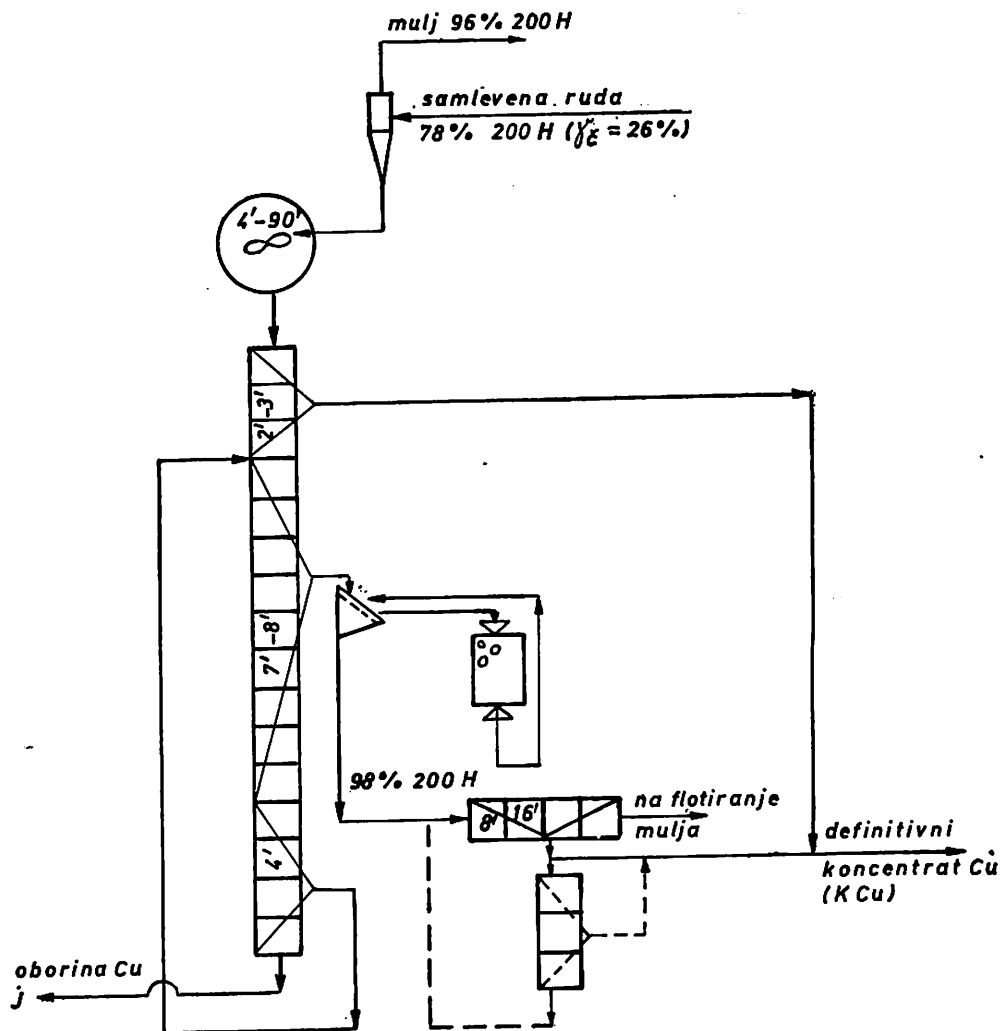 mulj 96% 200 H
samlevena ruda
78% 200 H (γč = 26%)
4'-90'
2'-3'
7'-8'
98% 200 H
8' 16'
na flotiranje
mulja
definitivni
koncentrat Cu
(K Cu)
4'
oborina Cu
j